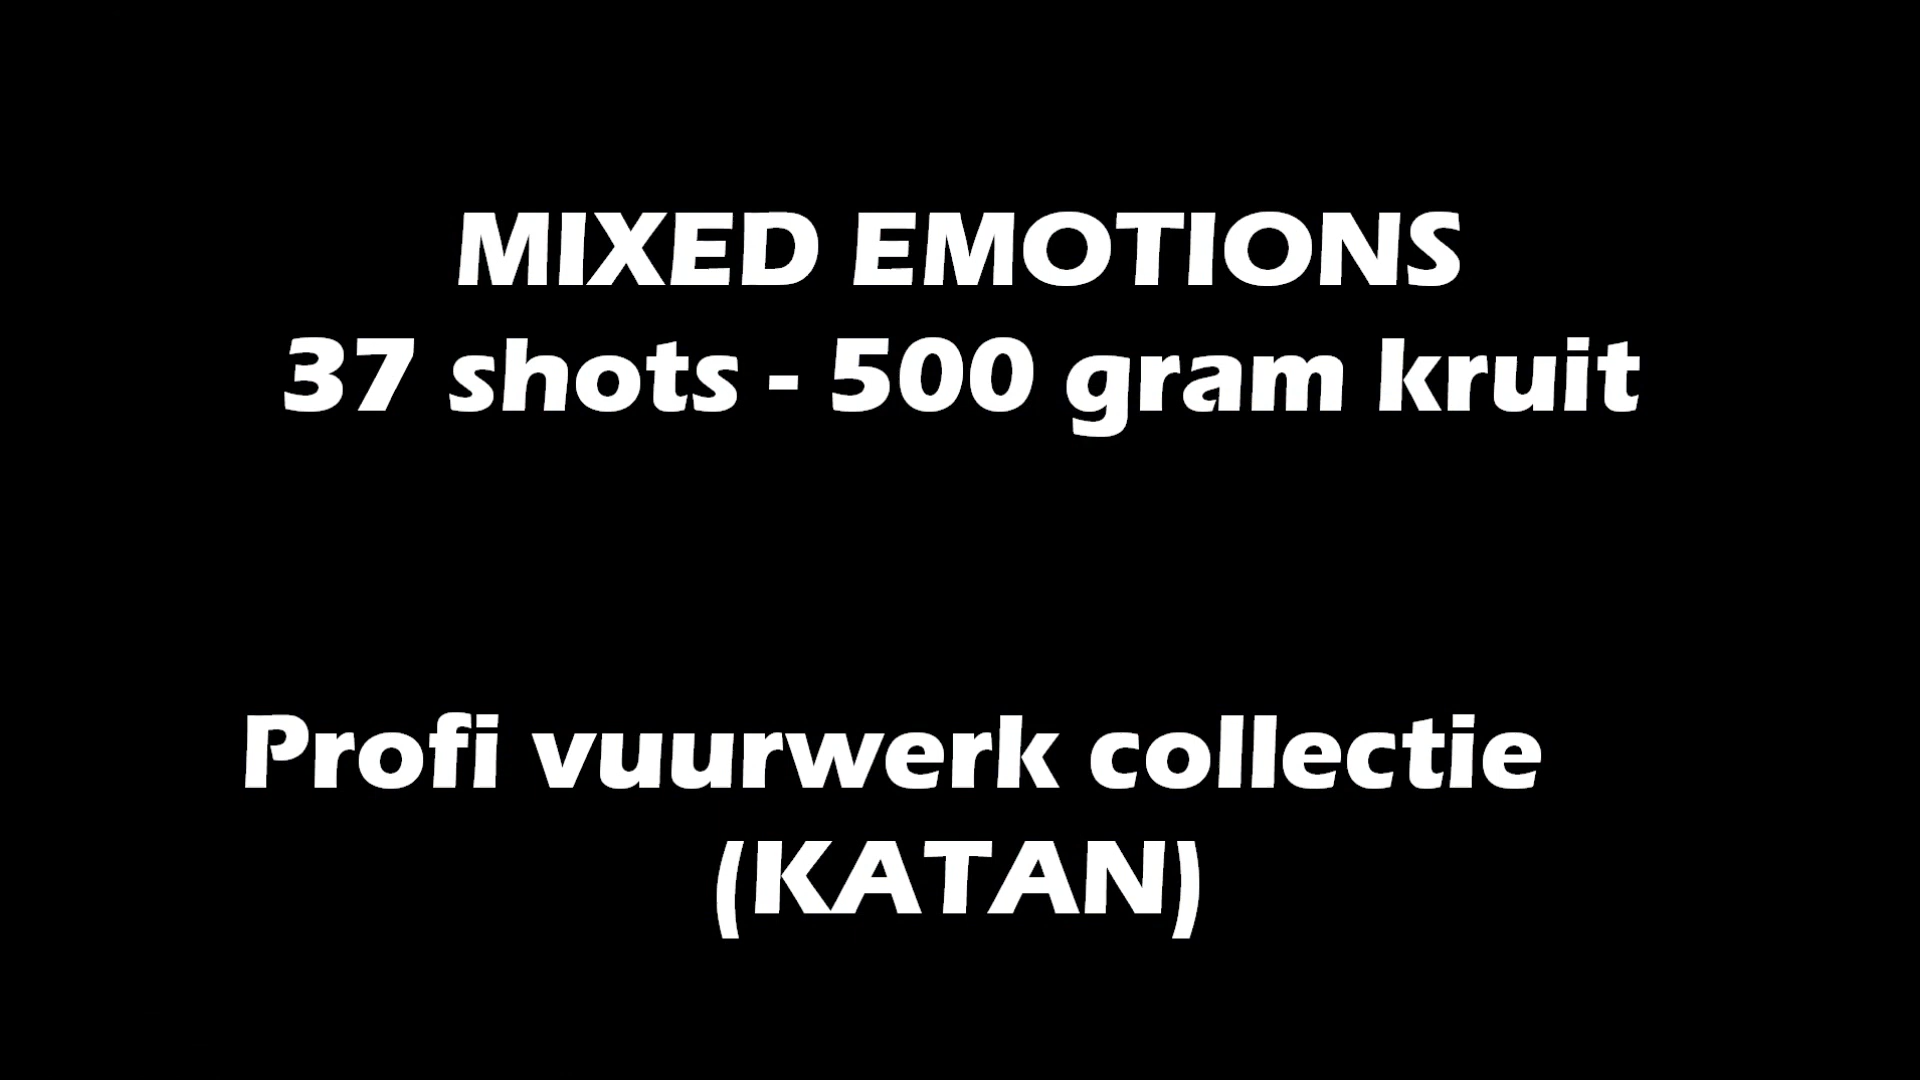 MIXED EMOTIONS
37 shots - 500 gram kruit
Profi vuurwerk collectie
(KATAN)